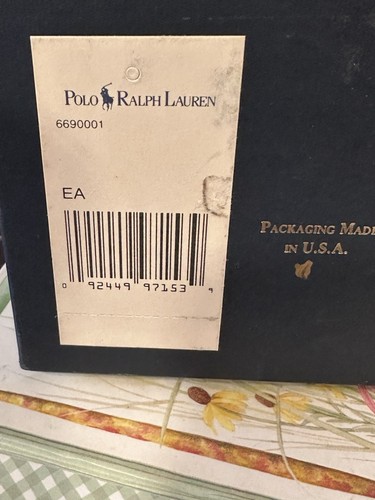 POLO RALPH LAUREN
6690001
EA
0 92449 97153 9
PACKAGING MADE
IN U.S.A.